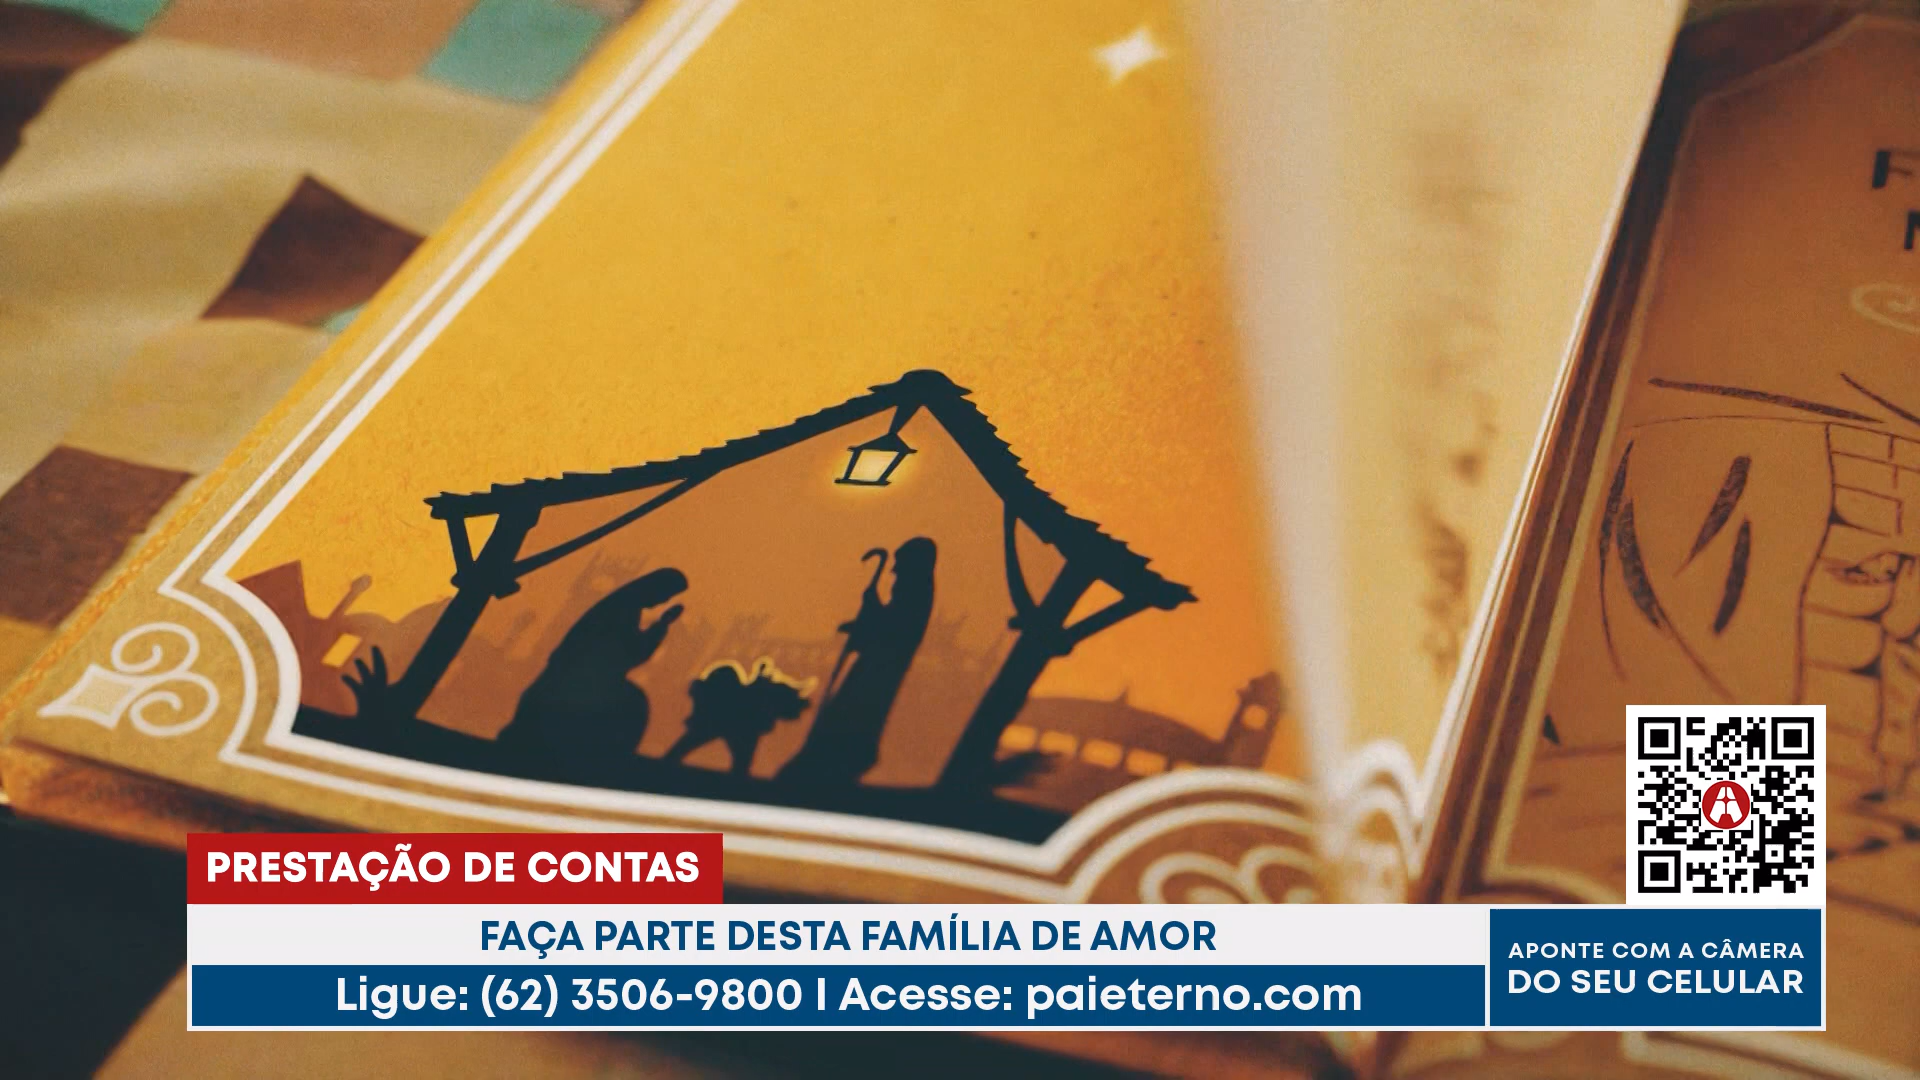 PRESTAÇÃO DE CONTAS
FAÇA PARTE DESTA FAMÍLIA DE AMOR
Ligue: (62) 3506-9800 | Acesse: paieterno.com
APONTE COM A CÂMERA
DO SEU CELULAR